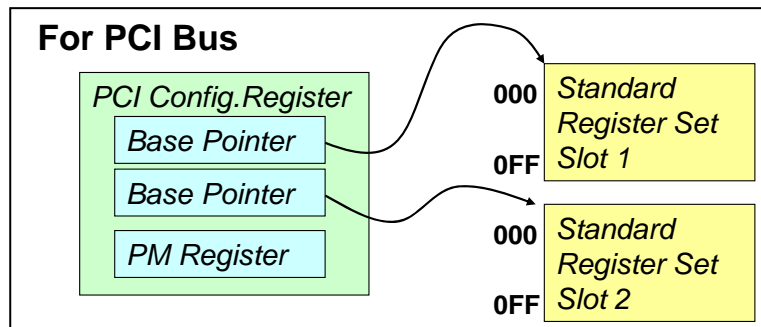 For PCI Bus
PCI Config.Register
Base Pointer
Base Pointer
PM Register
000
0FF
Standard
Register Set
Slot 1
000
0FF
Standard
Register Set
Slot 2